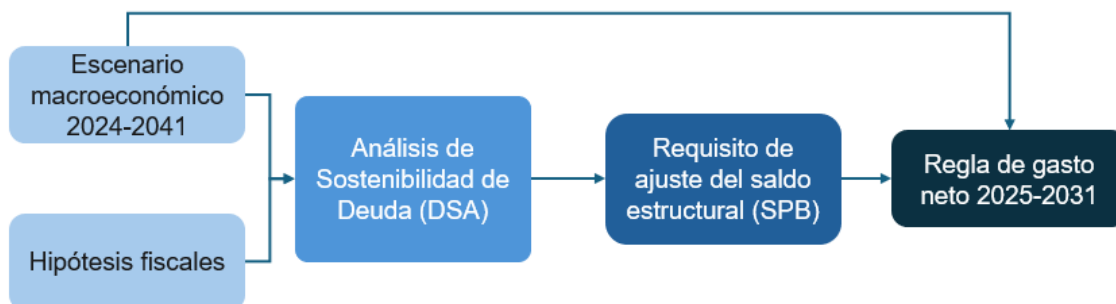 Escenario
macroeconómico
2024-2041
Hipótesis fiscales
Análisis de
Sostenibilidad de
Deuda (DSA)
Requisito de
ajuste del saldo
estructural (SPB)
Regla de gasto
neto 2025-2031